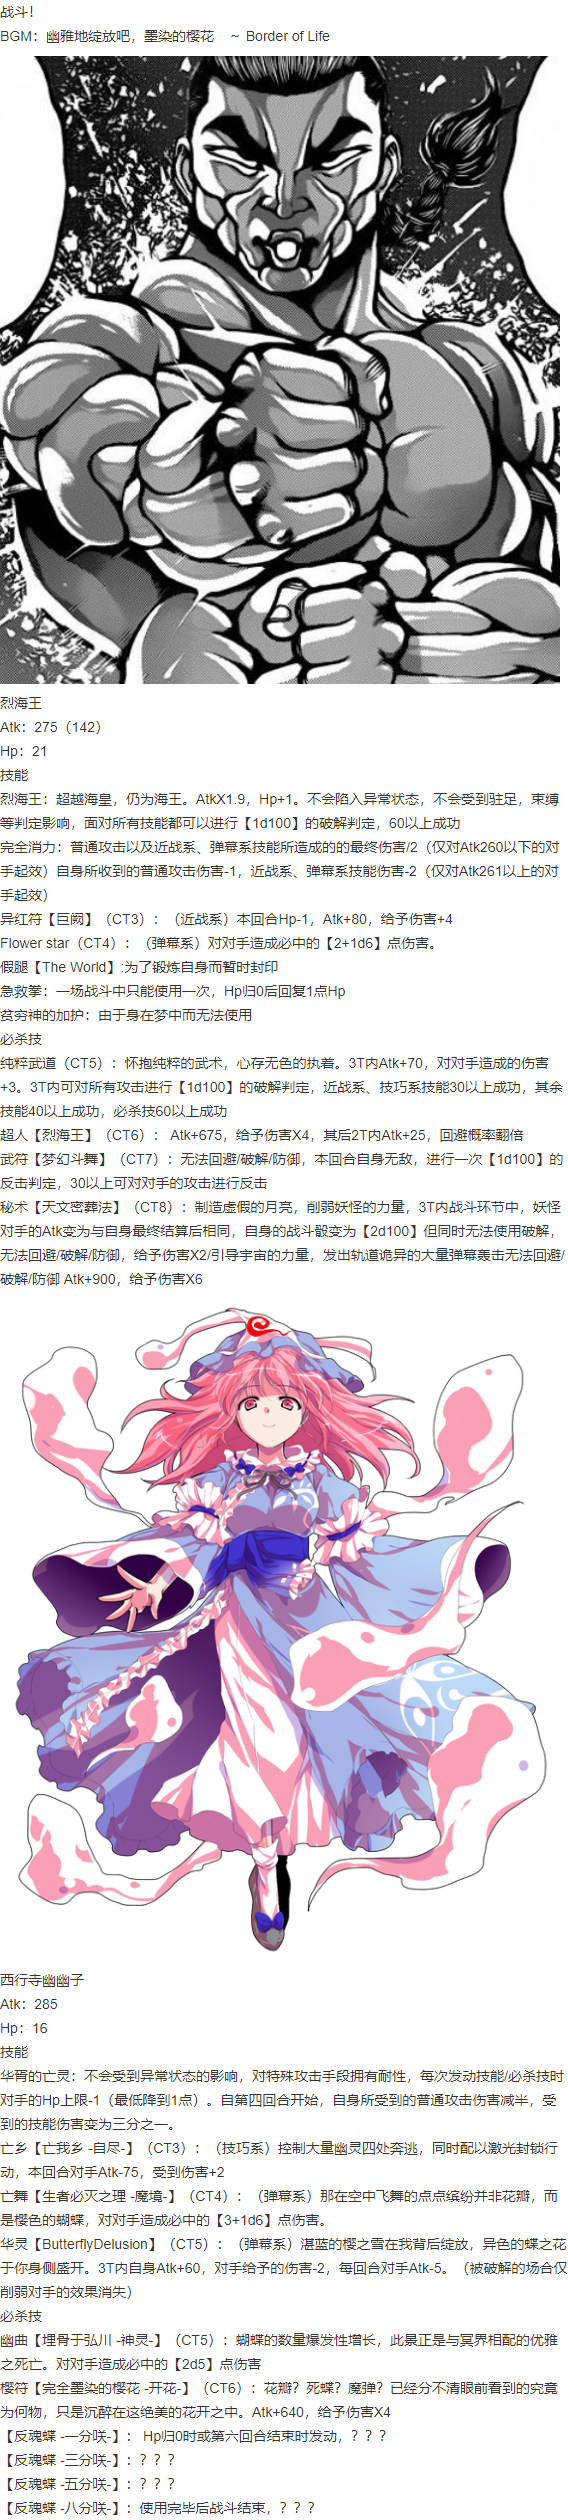 战斗！
BGM：幽雅地绽放吧，墨染的樱花　~ Border of Life
烈海王
Atk：275（142）
Hp：21
技能
烈海王：超越海皇，仍为海王。AtkX1.9，Hp+1。不会陷入异常状态，不会受到驻足，束缚
等判定影响，面对所有技能都可以进行【1d100】的破解判定，60以上成功
完全消力：普通攻击以及近战系、弹幕系技能所造成的的最终伤害/2（仅对Atk260以下的对
手起效）自身所收到的普通攻击伤害-1，近战系、弹幕系技能伤害-2（仅对Atk261以上的对
手起效）
异红符【巨阙】（CT3）：（近战系）本回合Hp-1，Atk+80，给予伤害+4
Flower star（CT4）：（弹幕系）对对手造成必中的【2+1d6】点伤害。
假腿【The World】:为了锻炼自身而暂时封印
急救拳：一场战斗中只能使用一次，Hp归0后回复1点Hp
贫穷神的加护：由于身在梦中而无法使用
必杀技
纯粹武道（CT5）：怀抱纯粹的武术，心存无色的执着。3T内Atk+70，对对手造成的伤害
+3。3T内可对所有攻击进行【1d100】的破解判定，近战系、技巧系技能30以上成功，其余
技能40以上成功，必杀技60以上成功
超人【烈海王】（CT6）： Atk+675，给予伤害X4，其后2T内Atk+25，回避概率翻倍
武符【梦幻斗舞】（CT7）：无法回避/破解/防御，本回合自身无敌，进行一次【1d100】的
反击判定，30以上可对对手的攻击进行反击
秘术【天文密葬法】（CT8）：制造虚假的月亮，削弱妖怪的力量，3T内战斗环节中，妖怪
对手的Atk变为与自身最终结算后相同，自身的战斗骰变为【2d100】但同时无法使用破解，
无法回避/破解/防御，给予伤害X2/引导宇宙的力量，发出轨道诡异的大量弹幕轰击无法回避/
破解/防御 Atk+900，给予伤害X6
西行寺幽幽子
Atk：285
Hp：16
技能
华胥的亡灵：不会受到异常状态的影响，对特殊攻击手段拥有耐性，每次发动技能/必杀技时
对手的Hp上限-1（最低降到1点）。自第四回合开始，自身所受到的普通攻击伤害减半，受
到的技能伤害变为三分之一。
亡乡【亡我乡 -自尽-】（CT3）：（技巧系）控制大量幽灵四处奔逃，同时配以激光封锁行
动，本回合对手Atk-75，受到伤害+2
亡舞【生者必灭之理 -魔境-】（CT4）：（弹幕系）那在空中飞舞的点点缤纷并非花瓣，而
是樱色的蝴蝶，对对手造成必中的【3+1d6】点伤害。
华灵【ButterflyDelusion】（CT5）：（弹幕系）湛蓝的樱之雪在我背后绽放，异色的蝶之花
于你身侧盛开。3T内自身Atk+60，对手给予的伤害-2，每回合对手Atk-5。（被破解的场合仅
削弱对手的效果消失）
必杀技
幽曲【埋骨于弘川 -神灵-】（CT5）：蝴蝶的数量爆发性增长，此景正是与冥界相配的优雅
之死亡。对对手造成必中的【2d5】点伤害
樱符【完全墨染的樱花 -开花-】（CT6）：花瓣？死蝶？魔弹？已经分不清眼前看到的究竟
为何物，只是沉醉在这绝美的花开之中。Atk+640，给予伤害X4
【反魂蝶 -一分咲-】： Hp归0时或第六回合结束时发动，？？？
【反魂蝶 -三分咲-】：？？？
【反魂蝶 -五分咲-】：？？？
【反魂蝶 -八分咲-】：使用完毕后战斗结束，？？？